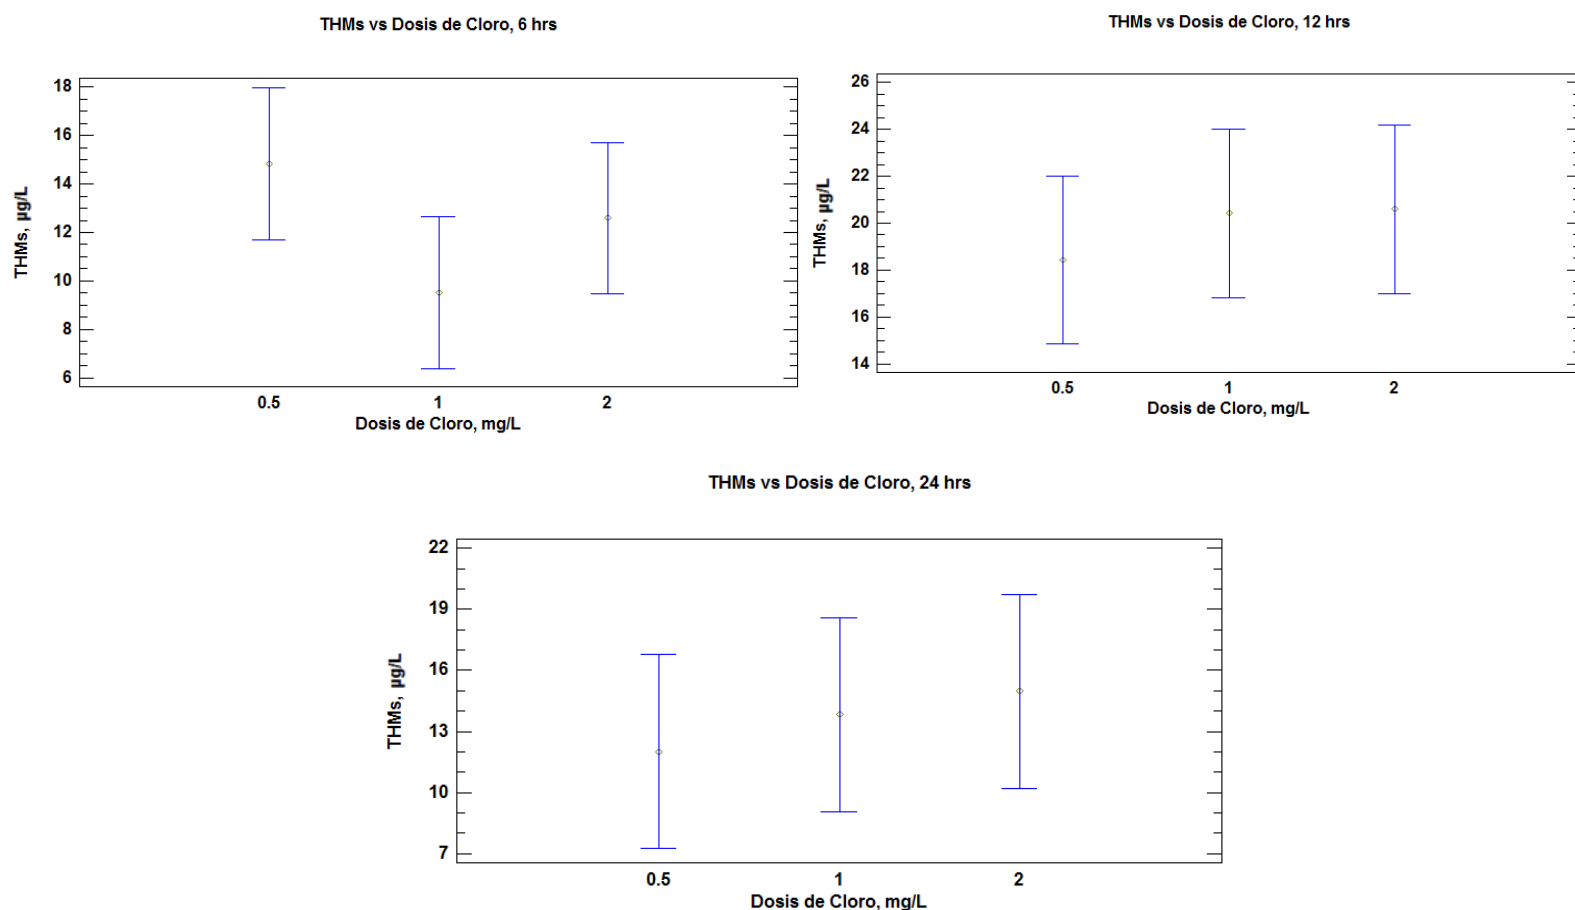 THMs vs Dosis de Cloro, 6 hrs
18
16
14
12
10
8
6
THMs, µg/L
0.5 1 2
Dosis de Cloro, mg/L
THMs vs Dosis de Cloro, 12 hrs
26
24
22
20
18
16
14
THMs, µg/L
0.5 1 2
Dosis de Cloro, mg/L
THMs vs Dosis de Cloro, 24 hrs
22
19
16
13
10
7
THMs, µg/L
0.5 1 2
Dosis de Cloro, mg/L